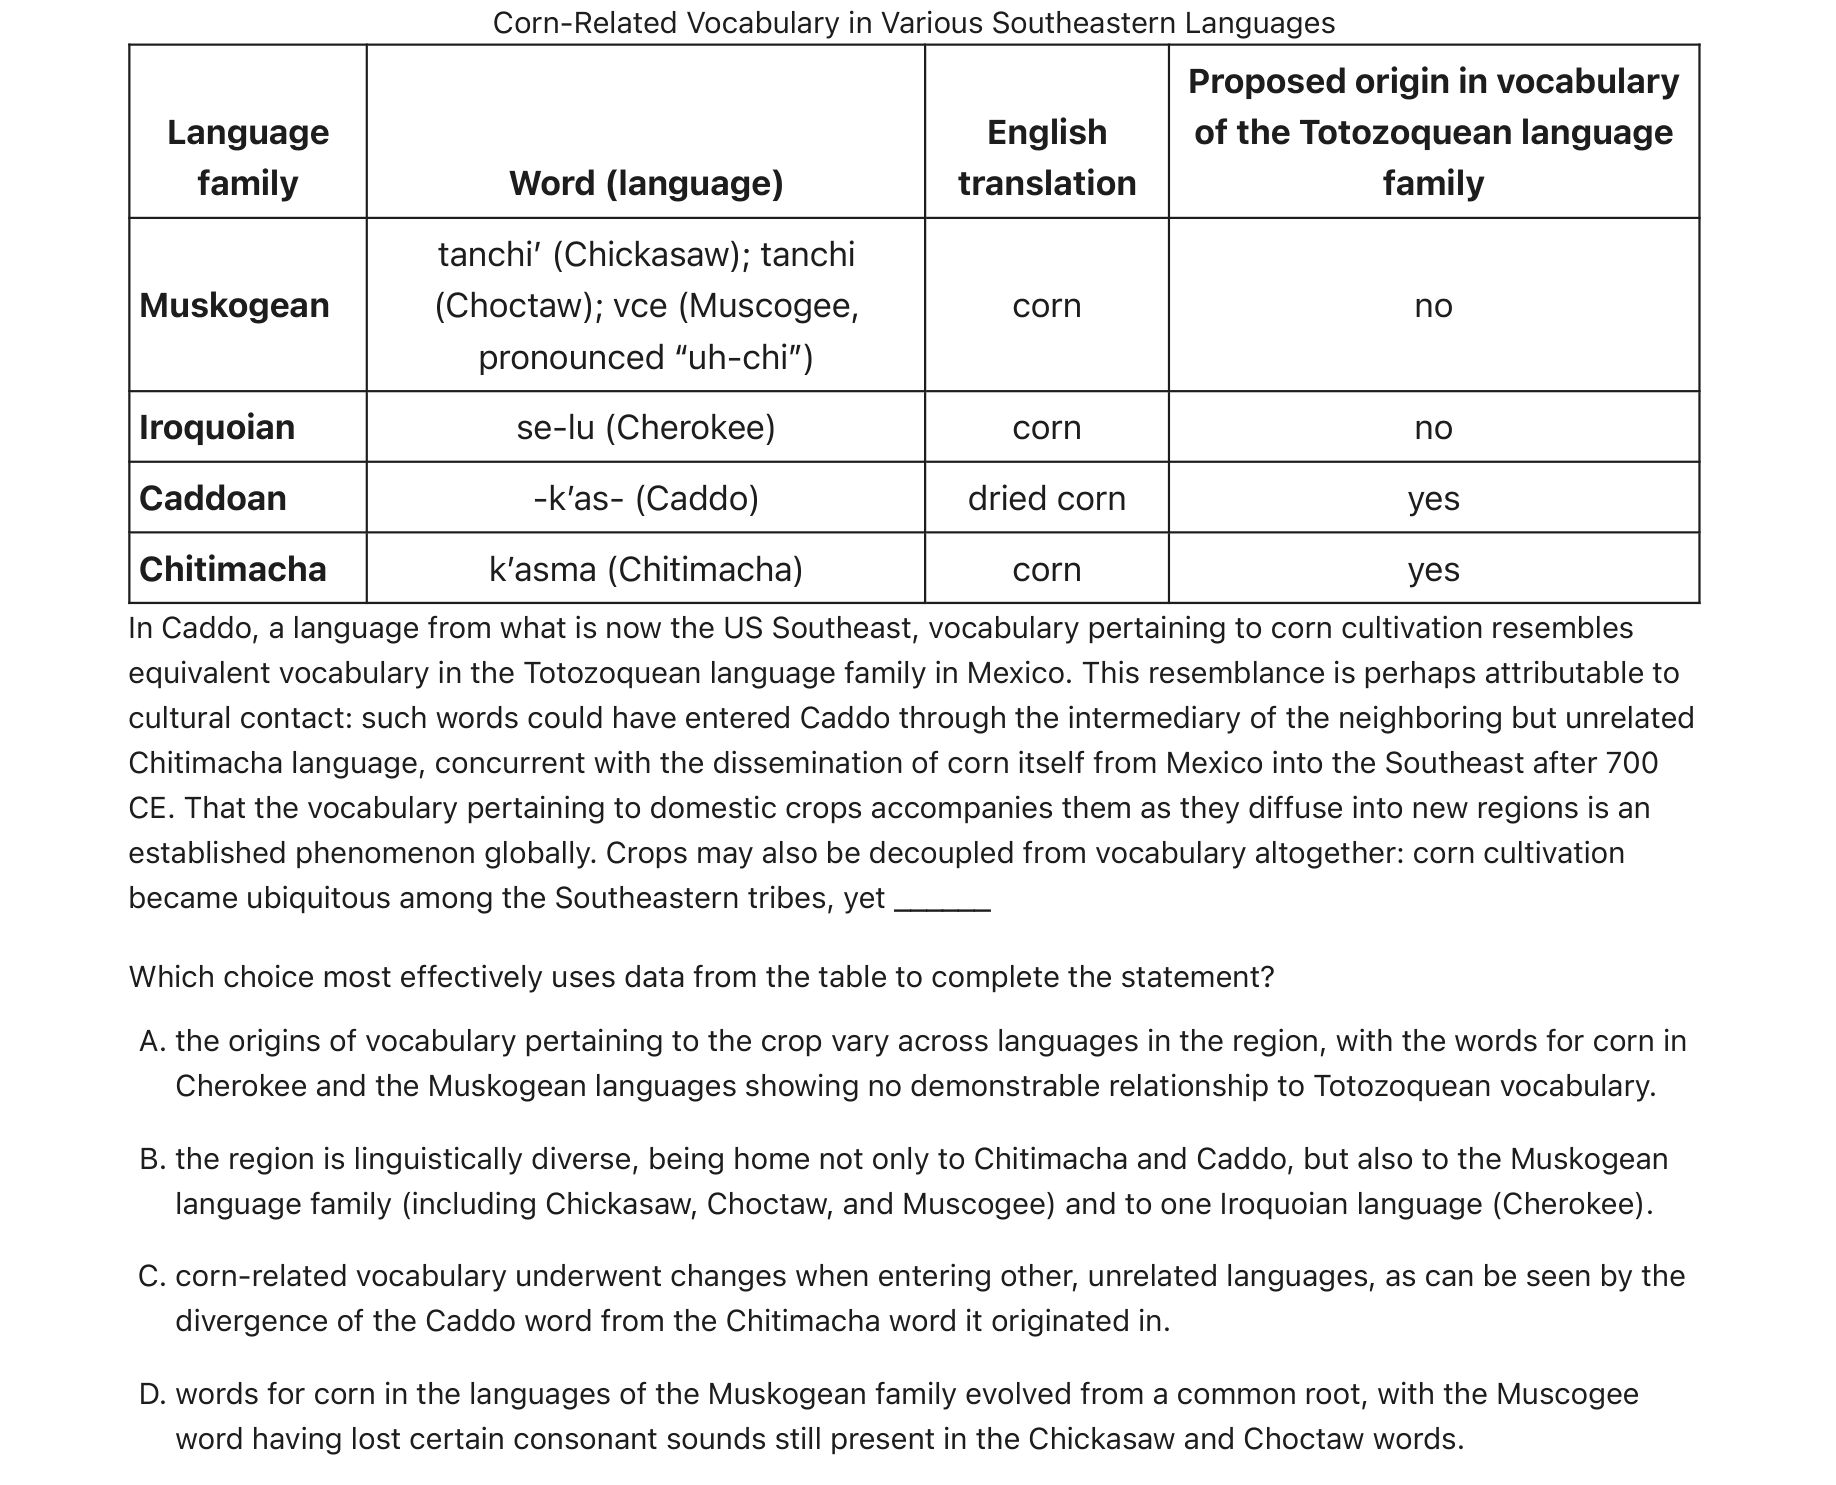 Corn-Related Vocabulary in Various Southeastern Languages
Language family
Word (language)
English translation
Proposed origin in vocabulary of the Totozoquean language family
Muskogean
tanchi’ (Chickasaw); tanchi (Choctaw); vce (Muscogee, pronounced “uh-chi”)
corn
no
Iroquoian
se-lu (Cherokee)
corn
no
Caddoan
-k’as- (Caddo)
dried corn
yes
Chitimacha
k’asma (Chitimacha)
corn
yes
In Caddo, a language from what is now the US Southeast, vocabulary pertaining to corn cultivation resembles
equivalent vocabulary in the Totozoquean language family in Mexico. This resemblance is perhaps attributable to
cultural contact: such words could have entered Caddo through the intermediary of the neighboring but unrelated
Chitimacha language, concurrent with the dissemination of corn itself from Mexico into the Southeast after 700
CE. That the vocabulary pertaining to domestic crops accompanies them as they diffuse into new regions is an
established phenomenon globally. Crops may also be decoupled from vocabulary altogether: corn cultivation
became ubiquitous among the Southeastern tribes, yet ______
Which choice most effectively uses data from the table to complete the statement?
A. the origins of vocabulary pertaining to the crop vary across languages in the region, with the words for corn in
Cherokee and the Muskogean languages showing no demonstrable relationship to Totozoquean vocabulary.
B. the region is linguistically diverse, being home not only to Chitimacha and Caddo, but also to the Muskogean
language family (including Chickasaw, Choctaw, and Muscogee) and to one Iroquoian language (Cherokee).
C. corn-related vocabulary underwent changes when entering other, unrelated languages, as can be seen by the
divergence of the Caddo word from the Chitimacha word it originated in.
D. words for corn in the languages of the Muskogean family evolved from a common root, with the Muscogee
word having lost certain consonant sounds still present in the Chickasaw and Choctaw words.